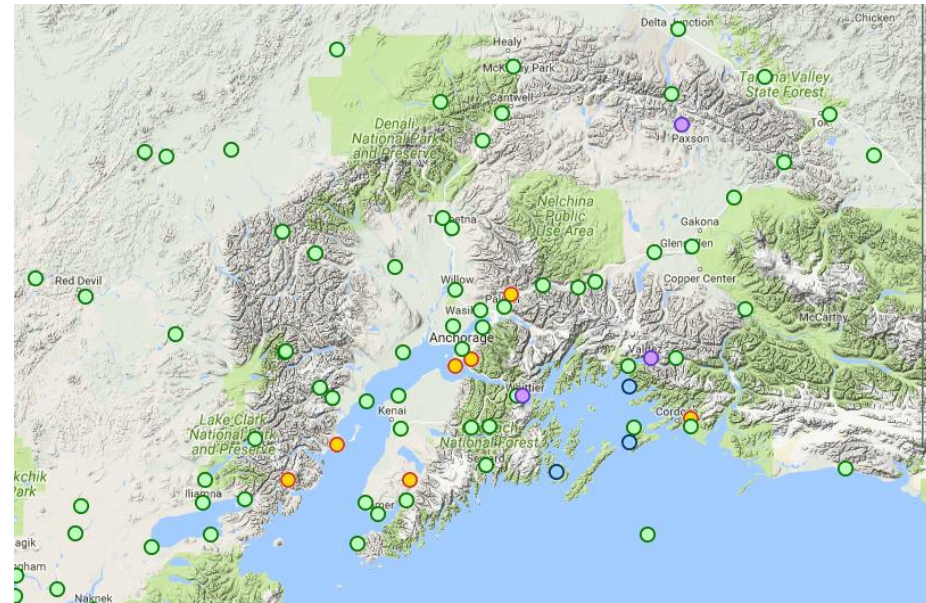 Delta Junction
Chicken
Healy
McKinley Park
Cantwell
Tanana Valley
State Forest
Tok
Denali
National Park
and Preserve
Paxson
Nelchina
Public
Use Area
Gakona
Glennallen
Copper Center
Red Devil
Willow
Wasil
Anchorage
McCarthy
Valdez
Whittier
Cordova
Kenai
Lake Clark
National Park
and Preserve
National Forest
Seward
Iliamna
Naknek